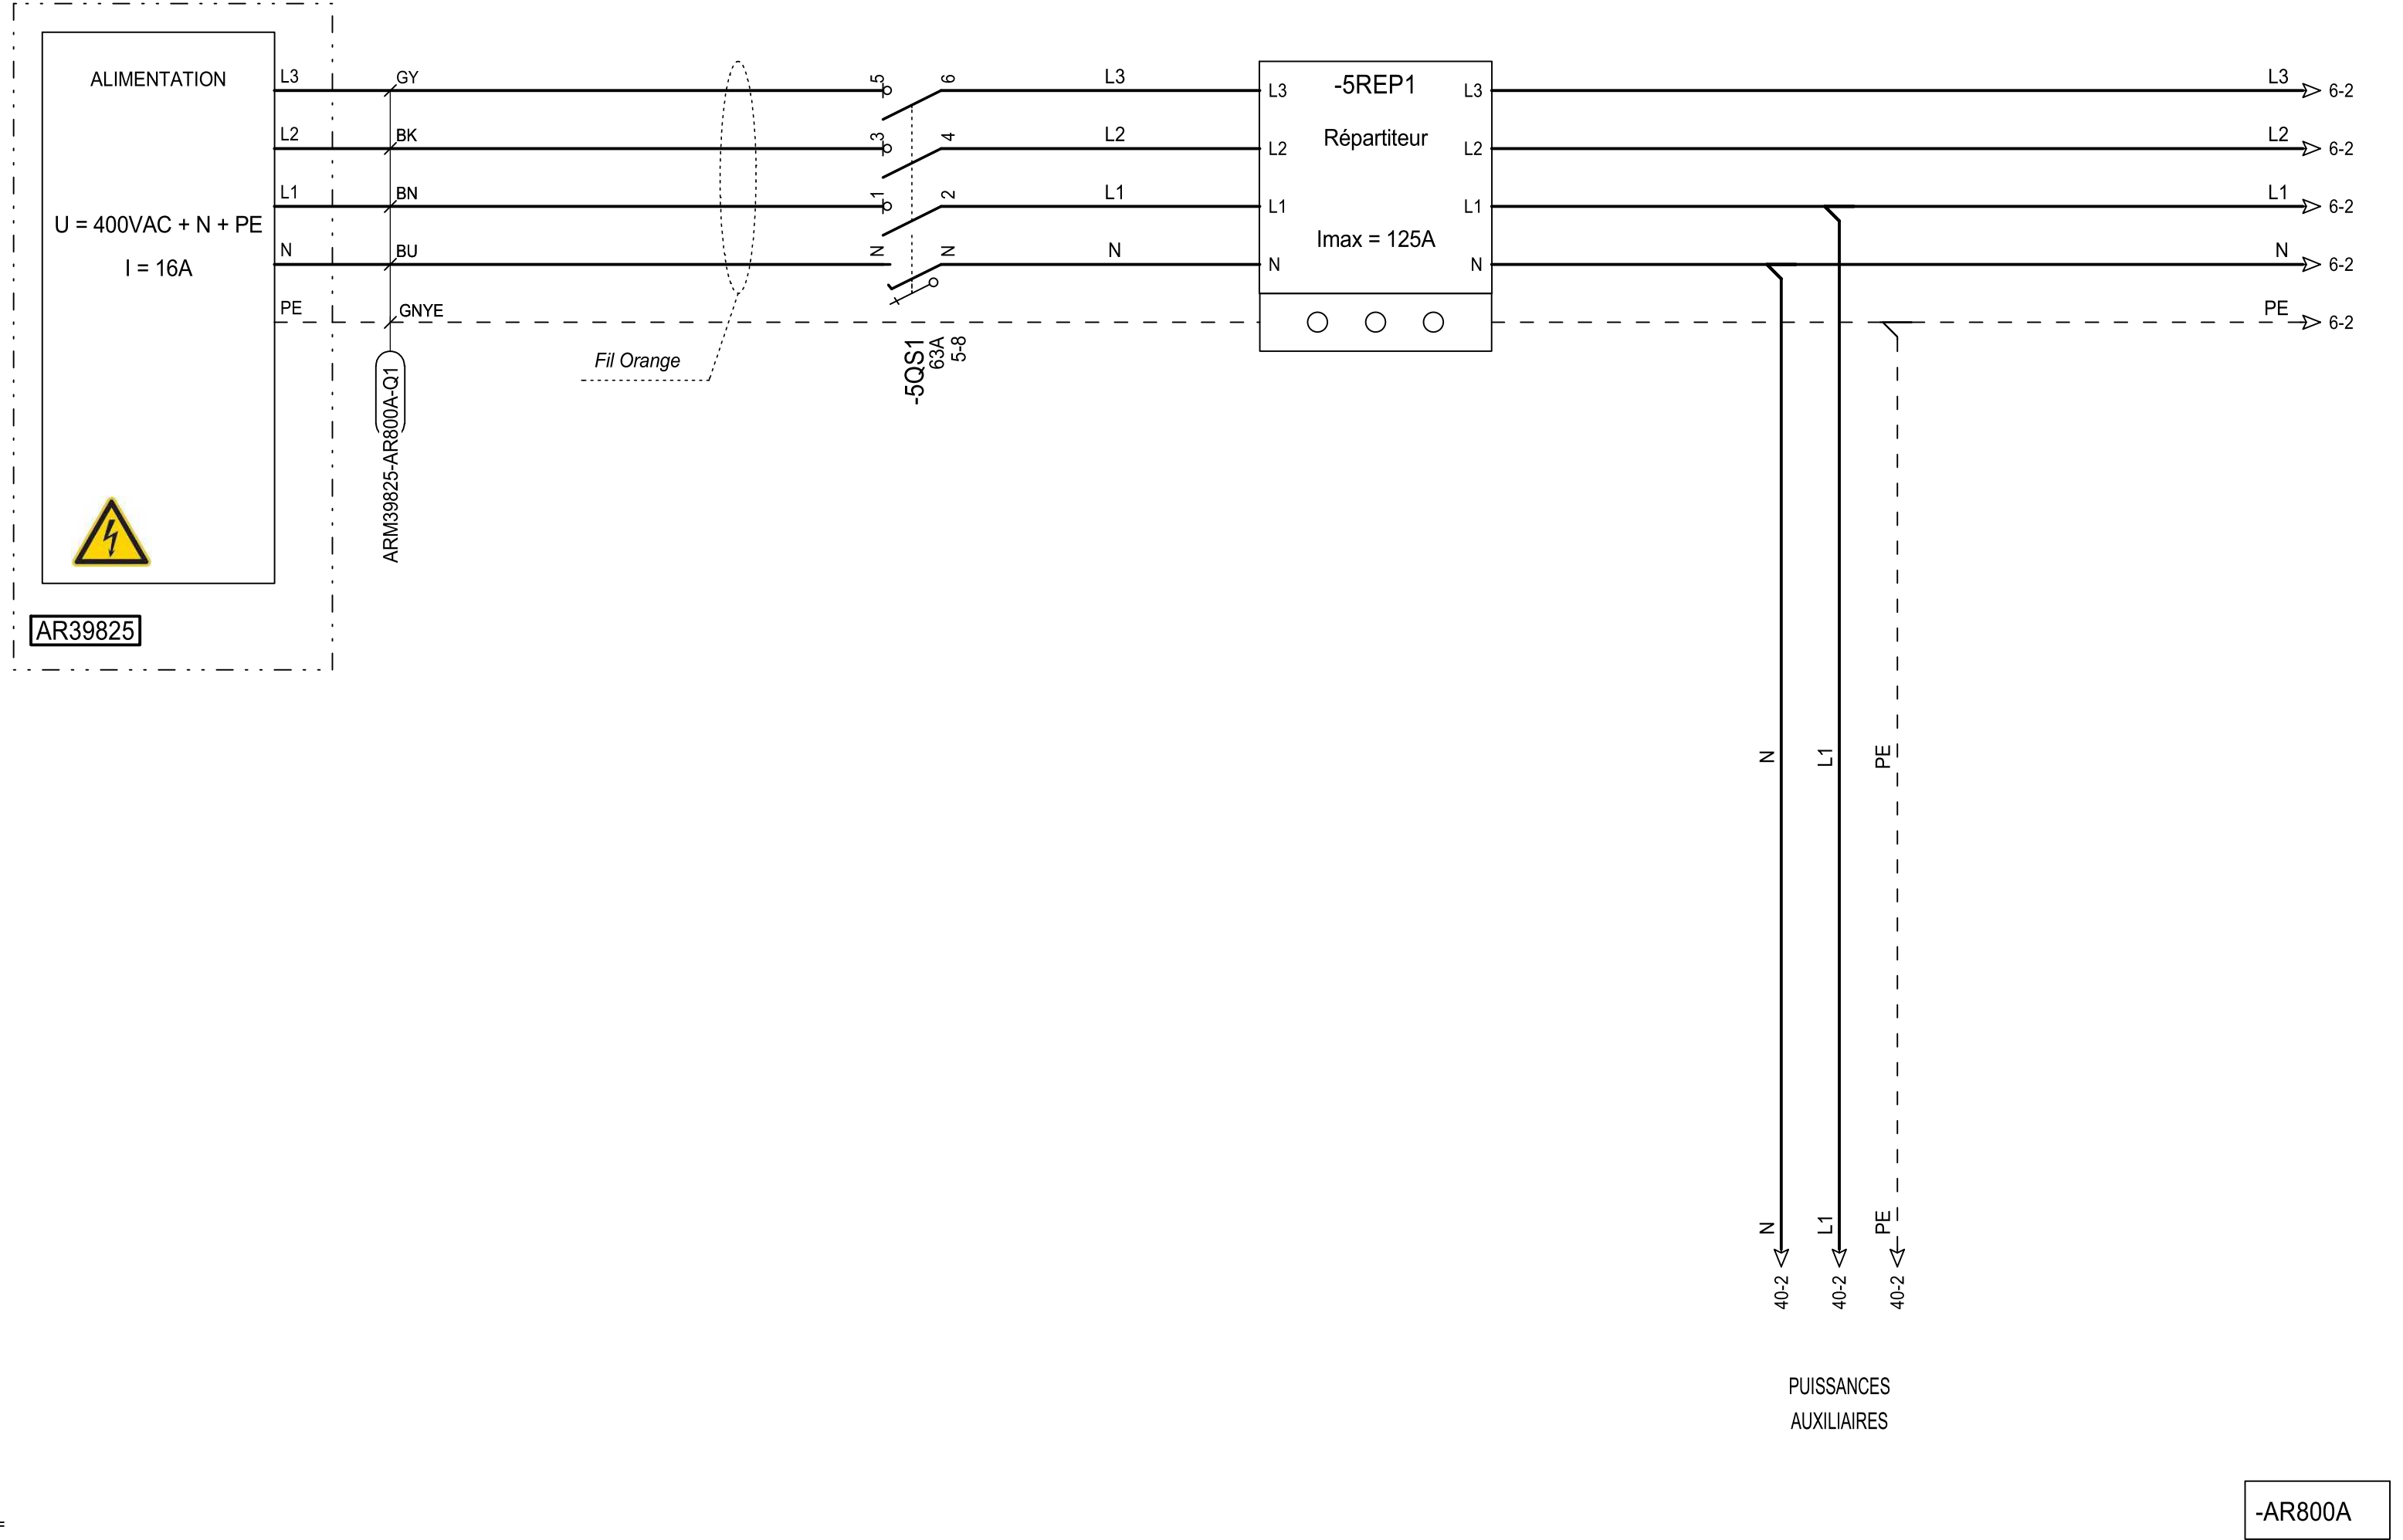 ALIMENTATION
U = 400VAC + N + PE
I = 16A
AR39825
L3
L2
L1
N
PE
GY
BK
BN
BU
GNYE
ARM39825-AR800A-Q1
Fil Orange
5
6
3
4
1
2
N
N
-5QS1
63A
5-8
L3
L2
L1
N
-5REP1
Répartiteur
Imax = 125A
L3
L2
L1
N
L3
L2
L1
N
L3
6-2
L2
6-2
L1
6-2
N
6-2
PE
6-2
N
L1
PE
N
L1
PE
40-2
40-2
40-2
PUISSANCES
AUXILIAIRES
-AR800A